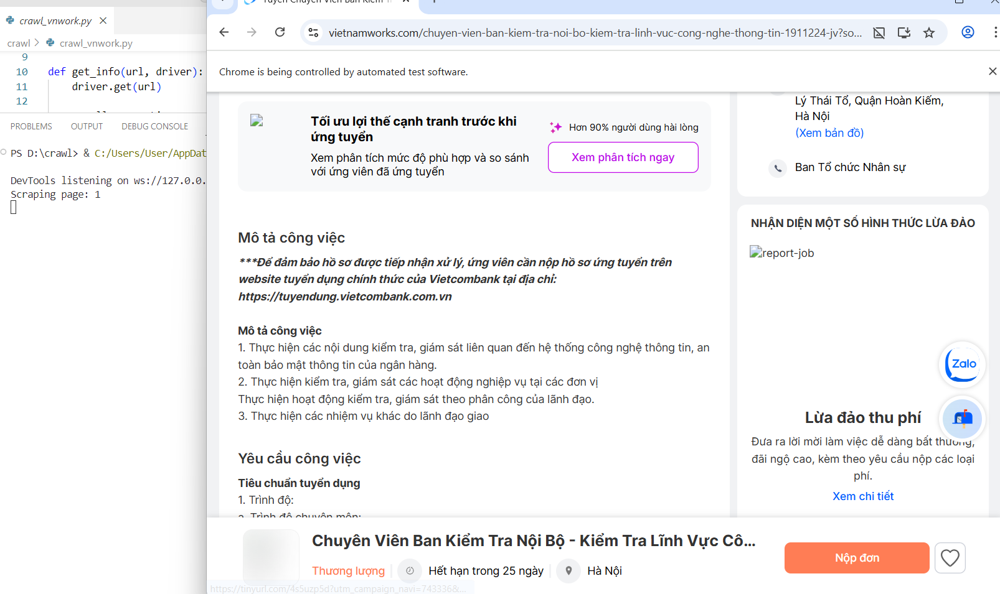 crawl_vnwork.py
crawl > crawl_vnwork.py
9
10 def get_info(url, driver):
11 driver.get(url)
12
PROBLEMS OUTPUT DEBUG CONSOLE
PS D:\crawl> & C:/Users/User/AppDat
DevTools listening on ws://127.0.0.
Scraping page: 1
Tuyển Chuyên Viên Ban Kiểm Tr
vietnamworks.com/chuyen-vien-ban-kiem-tra-noi-bo-kiem-tra-linh-vuc-cong-nghe-thong-tin-1911224-jv?so...
Chrome is being controlled by automated test software.
Tối ưu lợi thế cạnh tranh trước khi
ứng tuyển
Xem phân tích mức độ phù hợp và so sánh
với ứng viên đã ứng tuyển
Hơn 90% người dùng hài lòng
Xem phân tích ngay
Mô tả công việc
***Để đảm bảo hồ sơ được tiếp nhận xử lý, ứng viên cần nộp hồ sơ ứng tuyển trên
website tuyển dụng chính thức của Vietcombank tại địa chỉ:
https://tuyendung.vietcombank.com.vn
Mô tả công việc
1. Thực hiện các nội dung kiểm tra, giám sát liên quan đến hệ thống công nghệ thông tin, an
toàn bảo mật thông tin của ngân hàng.
2. Thực hiện kiểm tra, giám sát các hoạt động nghiệp vụ tại các đơn vị
Thực hiện hoạt động kiểm tra, giám sát theo phân công của lãnh đạo.
3. Thực hiện các nhiệm vụ khác do lãnh đạo giao
Yêu cầu công việc
Tiêu chuẩn tuyển dụng
1. Trình độ:
a. Trình độ chuyên môn:
Lý Thái Tổ, Quận Hoàn Kiếm,
Hà Nội
(Xem bản đồ)
Ban Tổ chức Nhân sự
NHẬN DIỆN MỘT SỐ HÌNH THỨC LỪA ĐẢO
report-job
Zalo
Lừa đảo thu phí
Đưa ra lời mời làm việc dễ dàng bất thường,
đãi ngộ cao, kèm theo yêu cầu nộp các loại
phí.
Xem chi tiết
Chuyên Viên Ban Kiểm Tra Nội Bộ - Kiểm Tra Lĩnh Vực Cô...
Thương lượng
Hết hạn trong 25 ngày
Hà Nội
Nộp đơn
https://tinyurl.com/4s5uzp5d?utm_campaign_navi=743336&...